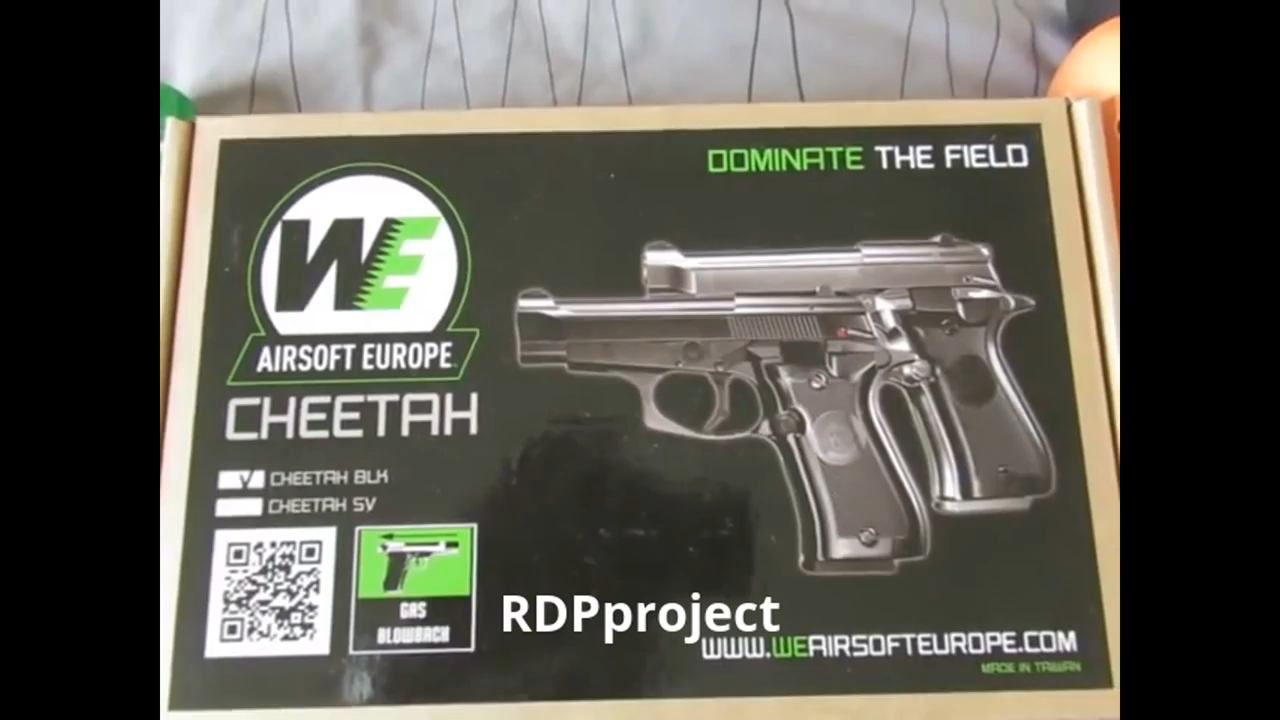 DOMINATE THE FIELD
WE
AIRSOFT EUROPE
CHEETAH
CHEETAH BLK
CHEETAH SV
GAS
BLOWBACK
RDPproject
WWW.WEAIRSOFTEUROPE.COM
MADE IN TAIWAN